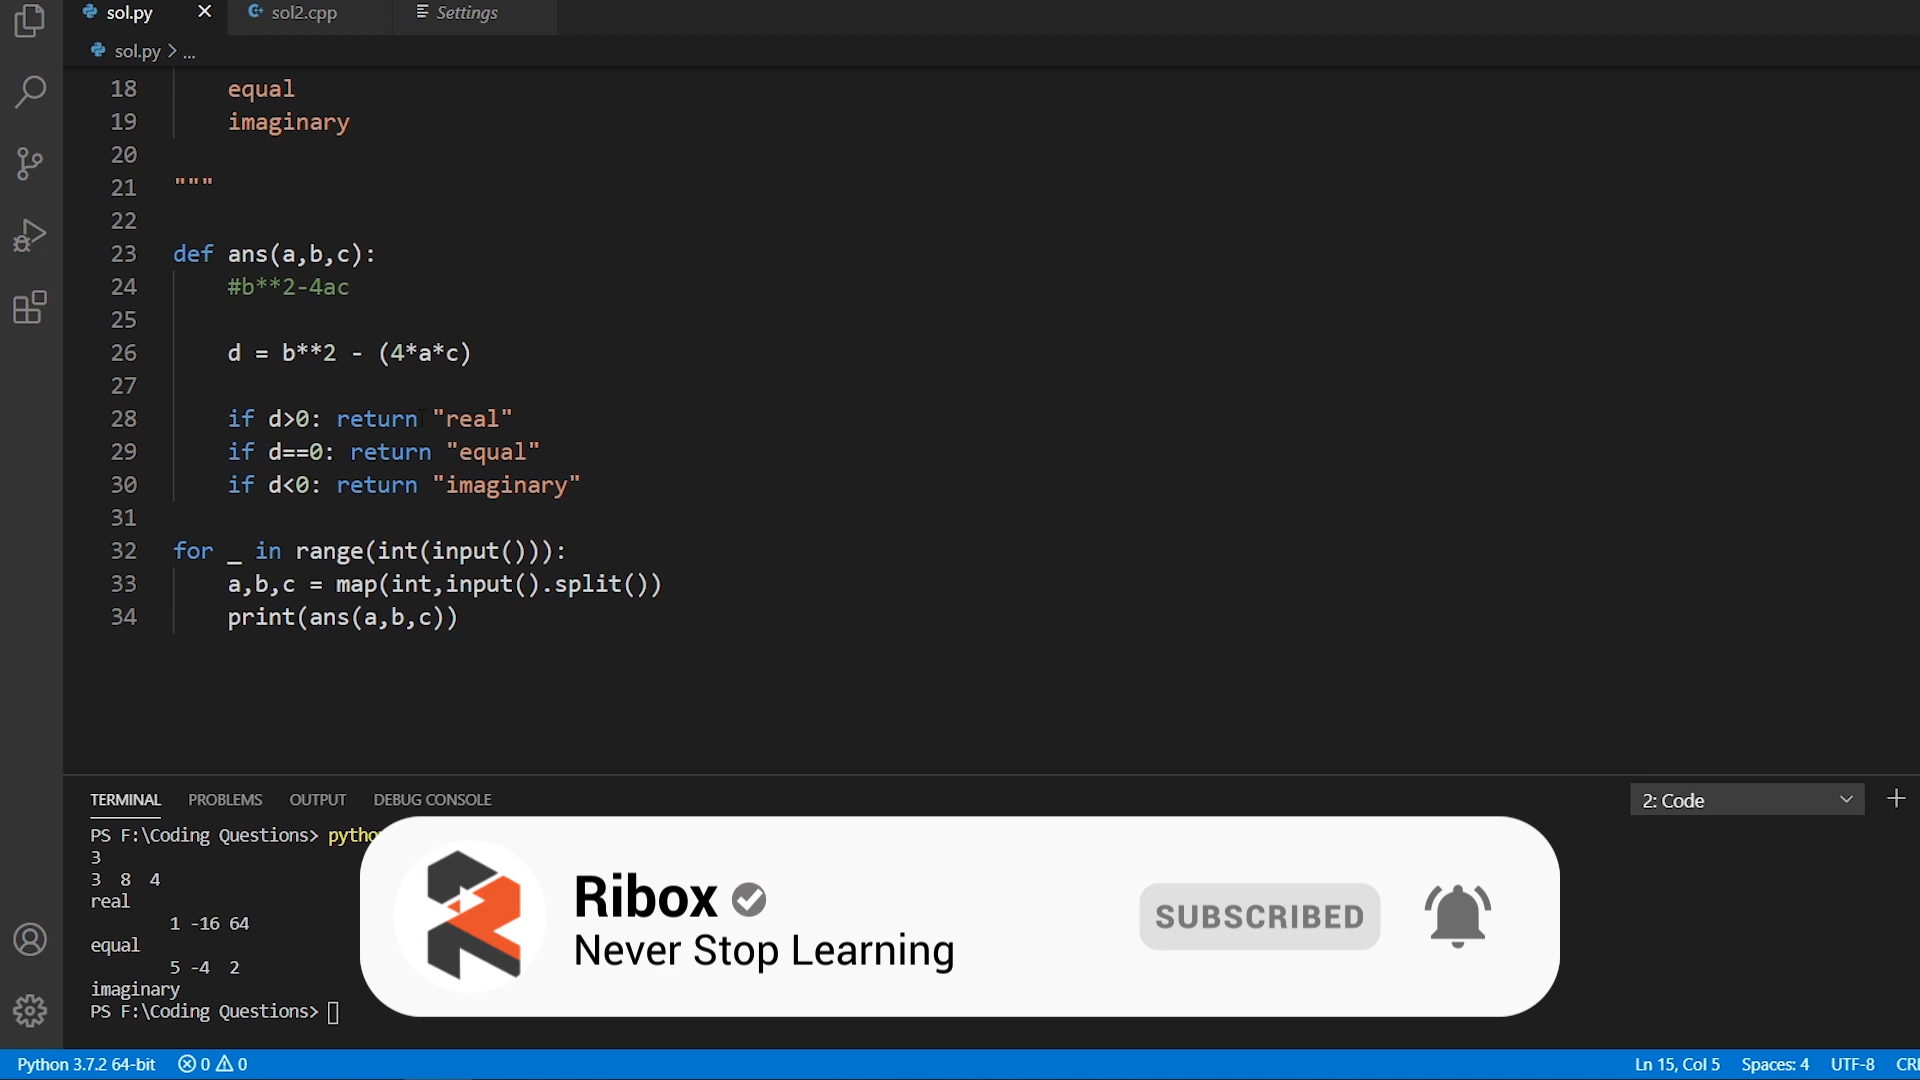 sol.py
sol2.cpp
Settings
sol.py > ...
18 equal
19 imaginary
20
21 """
22
23 def ans(a,b,c):
24 #b**2-4ac
25
26 d = b**2 - (4*a*c)
27
28 if d>0: return "real"
29 if d==0: return "equal"
30 if d<0: return "imaginary"
31
32 for _ in range(int(input())):
33 a,b,c = map(int,input().split())
34 print(ans(a,b,c))
TERMINAL PROBLEMS OUTPUT DEBUG CONSOLE
2: Code
PS F:\Coding Questions>
3
3 8 4
real
1 -16 64
equal
5 -4 2
imaginary
PS F:\Coding Questions>
Ribox
Never Stop Learning
SUBSCRIBED
Python 3.7.2 64-bit 0 0
Ln 15, Col 5 Spaces: 4 UTF-8